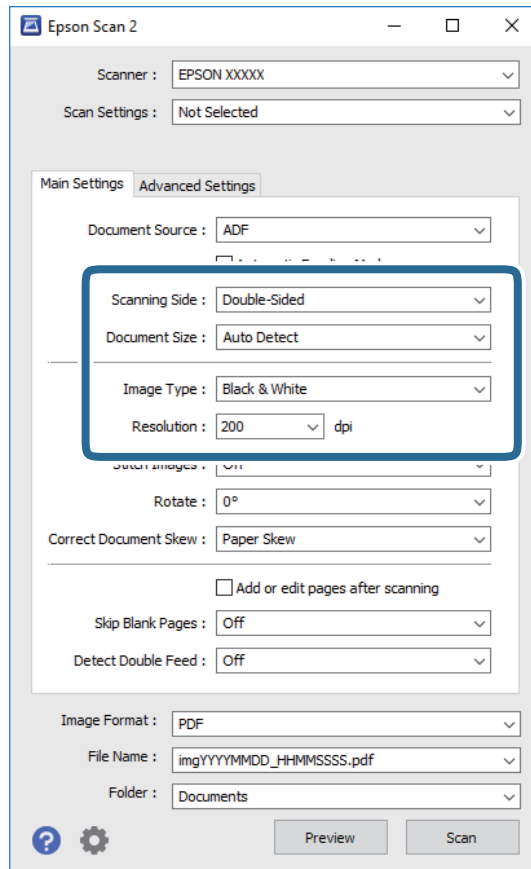 Epson Scan 2
Scanner : EPSON XXXXX
Scan Settings : Not Selected
Main Settings Advanced Settings
Document Source : ADF
Scanning Side : Double-Sided
Document Size : Auto Detect
Image Type : Black & White
Resolution : 200 dpi
Stitch Images : Off
Rotate : 0°
Correct Document Skew : Paper Skew
Add or edit pages after scanning
Skip Blank Pages : Off
Detect Double Feed : Off
Image Format : PDF
File Name : imgYYYYMMDD_HHMMSSSS.pdf
Folder : Documents
Preview Scan